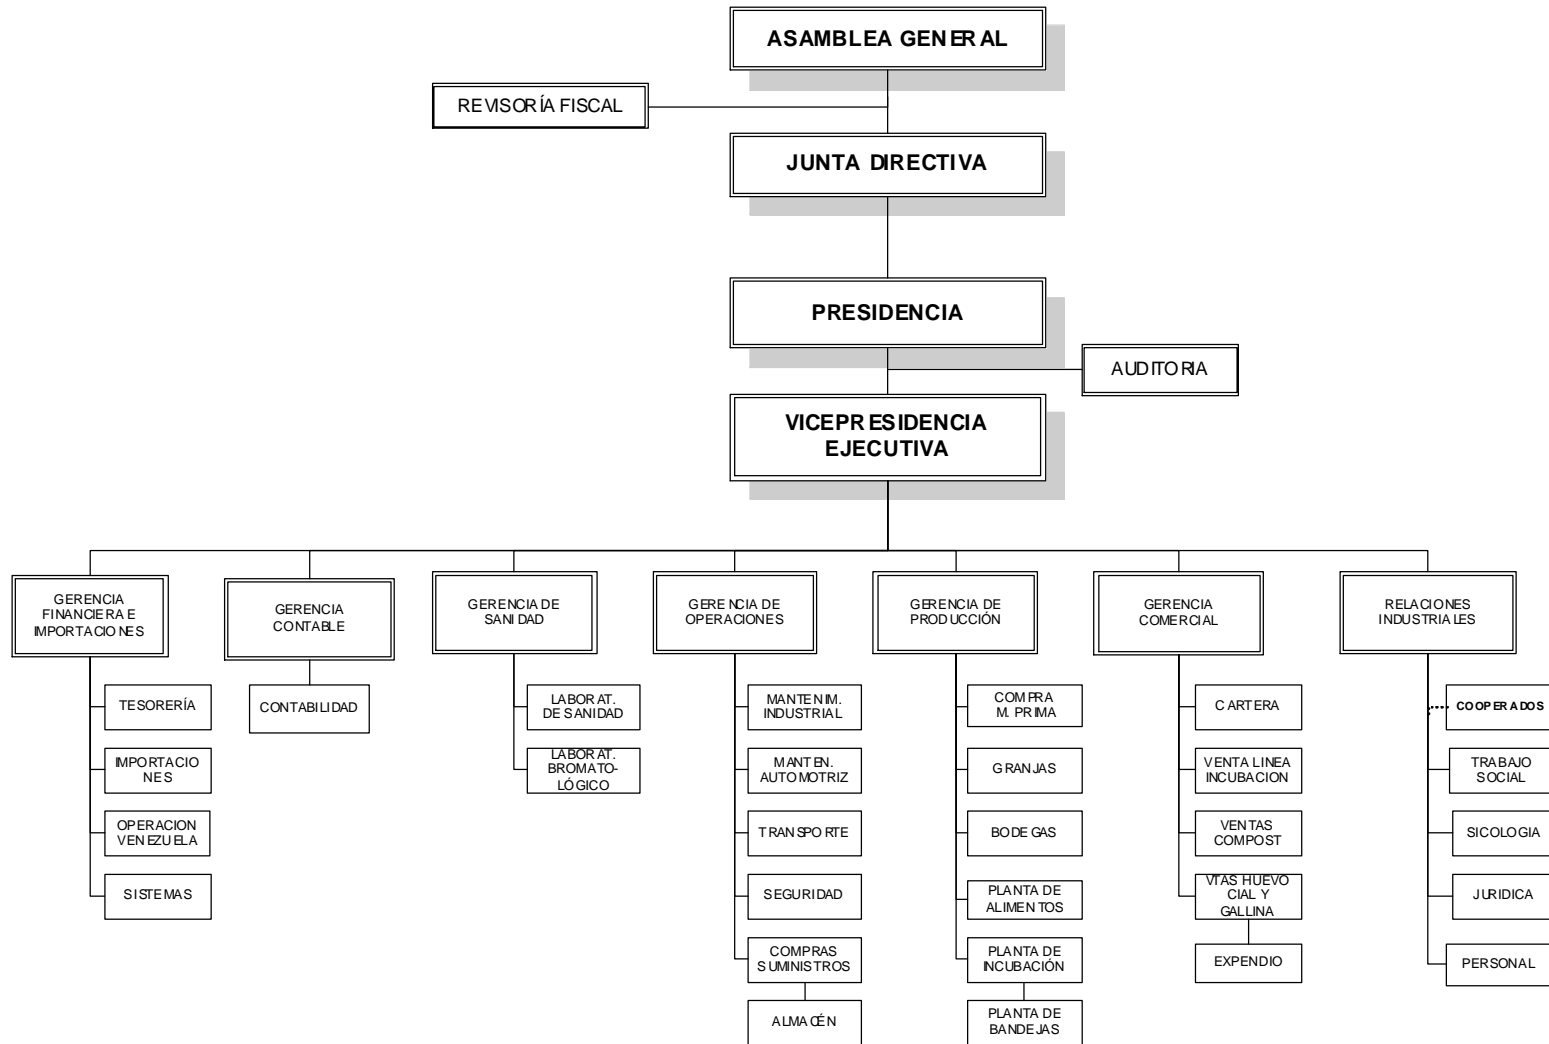 ASAMBLEA GENERAL
REVISORÍA FISCAL
JUNTA DIRECTIVA
PRESIDENCIA
AUDITORIA
VICEPRESIDENCIA
EJECUTIVA
GERENCIA
FINANCIERA E
IMPORTACIONES
GERENCIA
CONTABLE
GERENCIA DE
SANIDAD
GERENCIA DE
OPERACIONES
GERENCIA DE
PRODUCCIÓN
GERENCIA
COMERCIAL
RELACIONES
INDUSTRIALES
TESORERÍA
IMPORTACIO
NES
OPERACION
VENEZUELA
SISTEMAS
CONTABILIDAD
LABORAT.
DE SANIDAD
LABORAT.
BROMATO-
LÓGICO
MANTENIM.
INDUSTRIAL
MANTEN.
AUTOMOTRIZ
TRANSPORTE
SEGURIDAD
COMPRAS
SUMINISTROS
ALMACÉN
COMPRA
M. PRIMA
GRANJAS
BODEGAS
PLANTA DE
ALIMENTOS
PLANTA DE
INCUBACIÓN
PLANTA DE
BANDEJAS
CARTERA
VENTA LINEA
INCUBACION
VENTAS
COMPOST
VTAS HUEVO
CIAL Y
GALLINA
EXPENDIO
COOPERADOS
TRABAJO
SOCIAL
SICOLOGIA
JURIDICA
PERSONAL